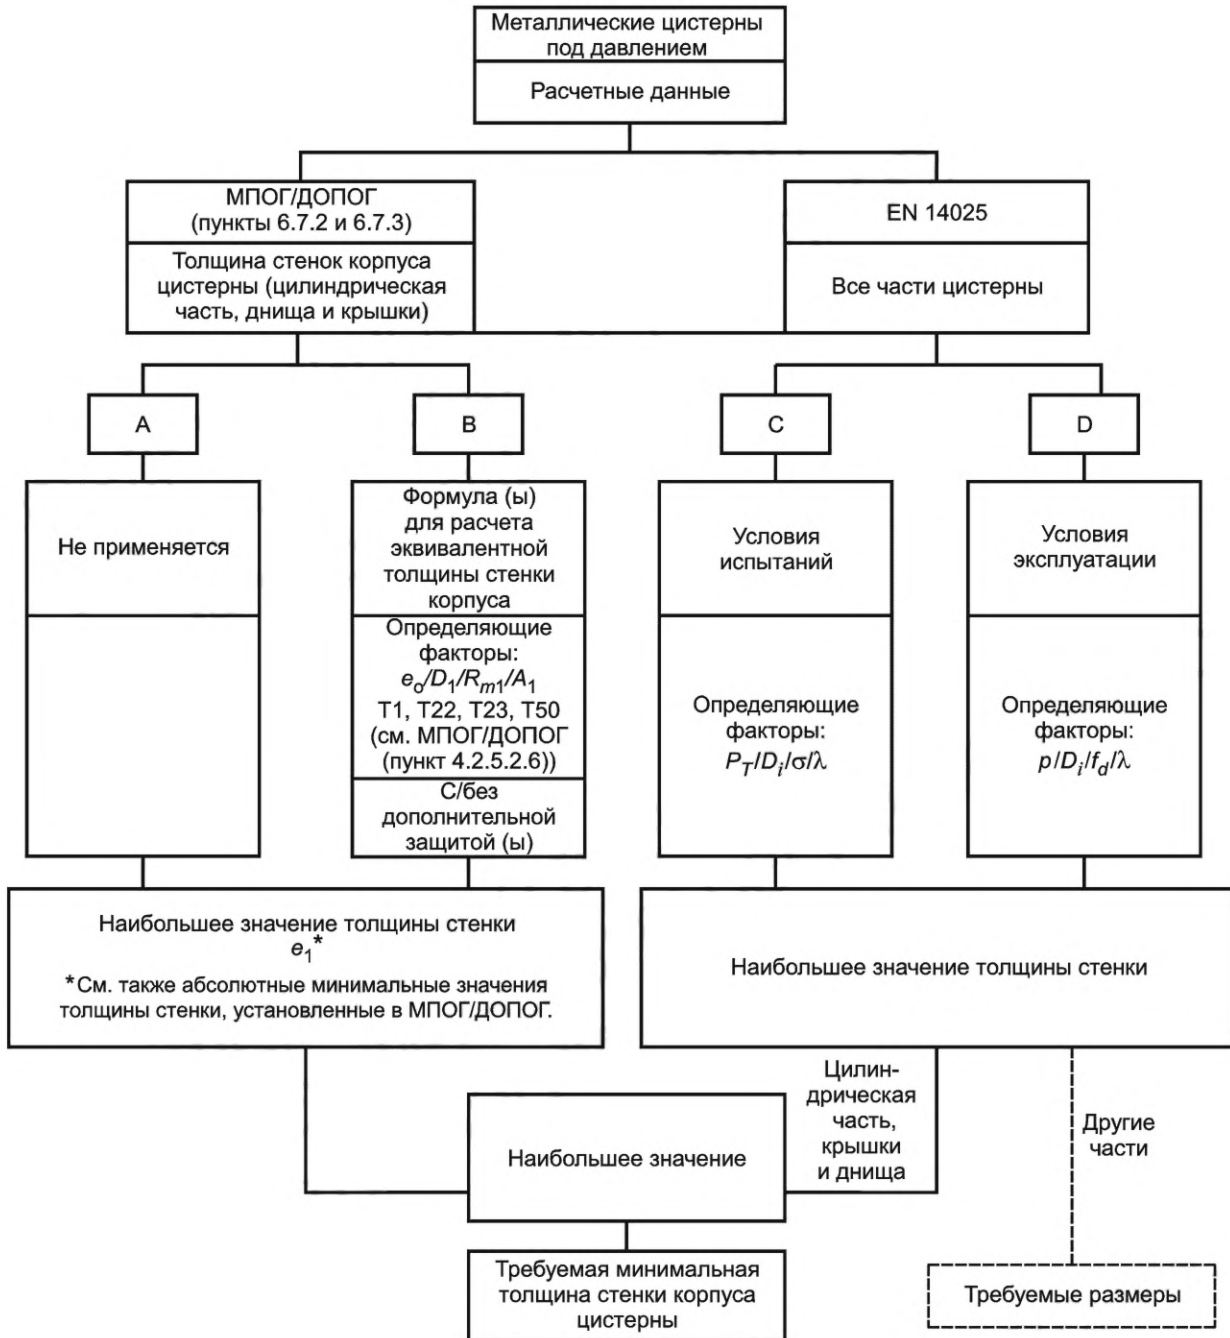 Металлические цистерны
под давлением
Расчетные данные
МПОГ/ДОПОГ
(пункты 6.7.2 и 6.7.3)
Толщина стенок корпуса
цистерны (цилиндрическая
часть, днища и крышки)
EN 14025
Все части цистерны
A
B
C
D
Не применяется
Формула (ы)
для расчета
эквивалентной
толщины стенки
корпуса
Определяющие
факторы:
e₀/D₁/Rₘ₁/A₁
T1, T22, T23, T50
(см. МПОГ/ДОПОГ
(пункт 4.2.5.2.6))
С/без
дополнительной
защитой (ы)
Условия
испытаний
Определяющие
факторы:
P_T/D_i/σ/λ
Условия
эксплуатации
Определяющие
факторы:
p/D_i/f_d/λ
Наибольшее значение толщины стенки
e₁*
*См. также абсолютные минимальные значения
толщины стенки, установленные в МПОГ/ДОПОГ.
Наибольшее значение толщины стенки
Цилин-
дрическая
часть,
крышки
и днища
Другие
части
Наибольшее значение
Требуемая минимальная
толщина стенки корпуса
цистерны
Требуемые размеры